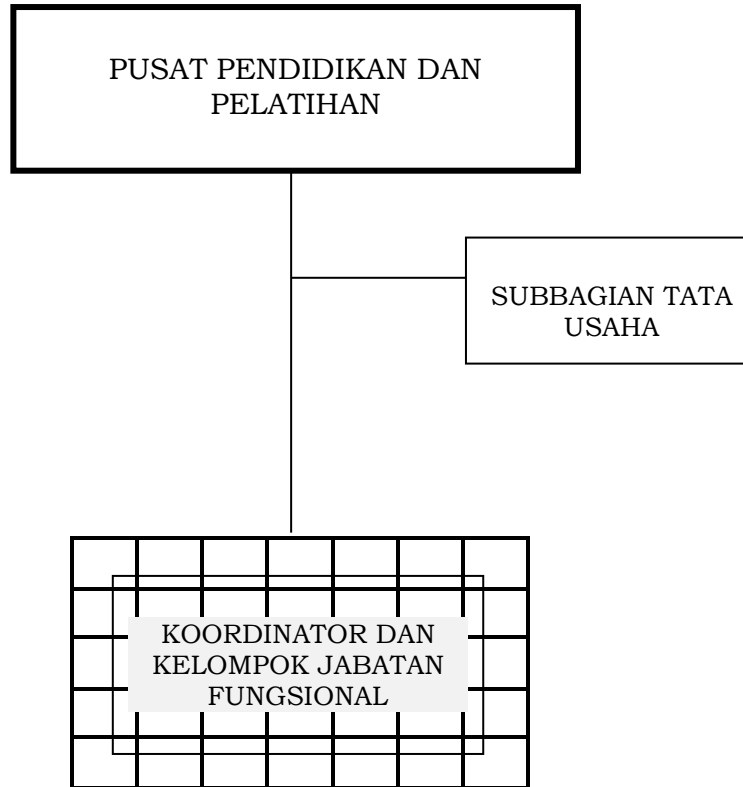 PUSAT PENDIDIKAN DAN
PELATIHAN
SUBBAGIAN TATA
USAHA
KOORDINATOR DAN
KELOMPOK JABATAN
FUNGSIONAL